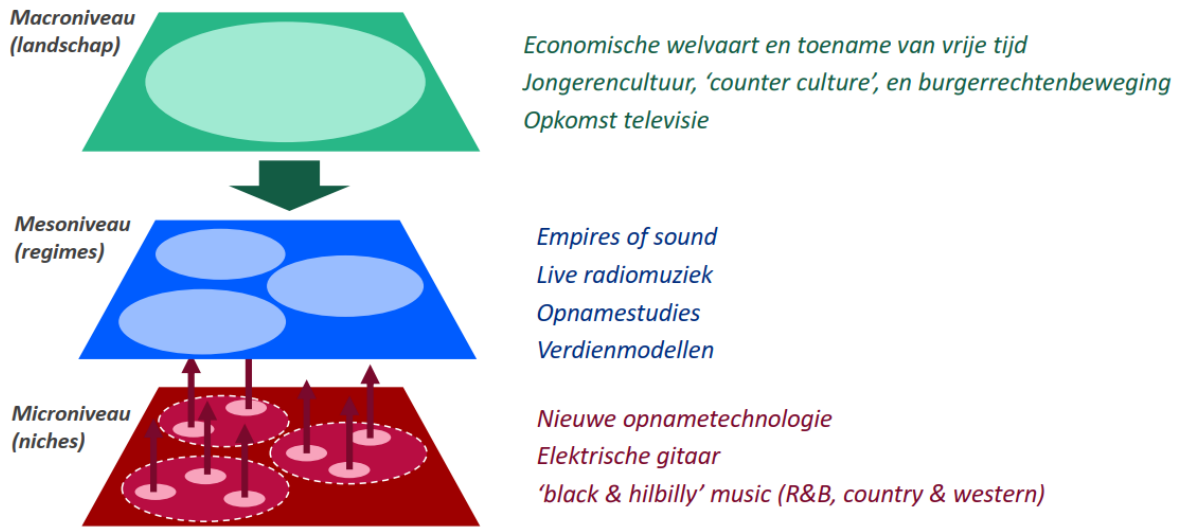 Macroniveau
(landschap)
Economische welvaart en toename van vrije tijd
Jongerencultuur, ‘counter culture’, en burgerrechtenbeweging
Opkomst televisie
Mesoniveau
(regimes)
Empires of sound
Live radiomuziek
Opnamestudies
Verdienmodellen
Microniveau
(niches)
Nieuwe opnametechnologie
Elektrische gitaar
‘black & hilbilly’ music (R&B, country & western)